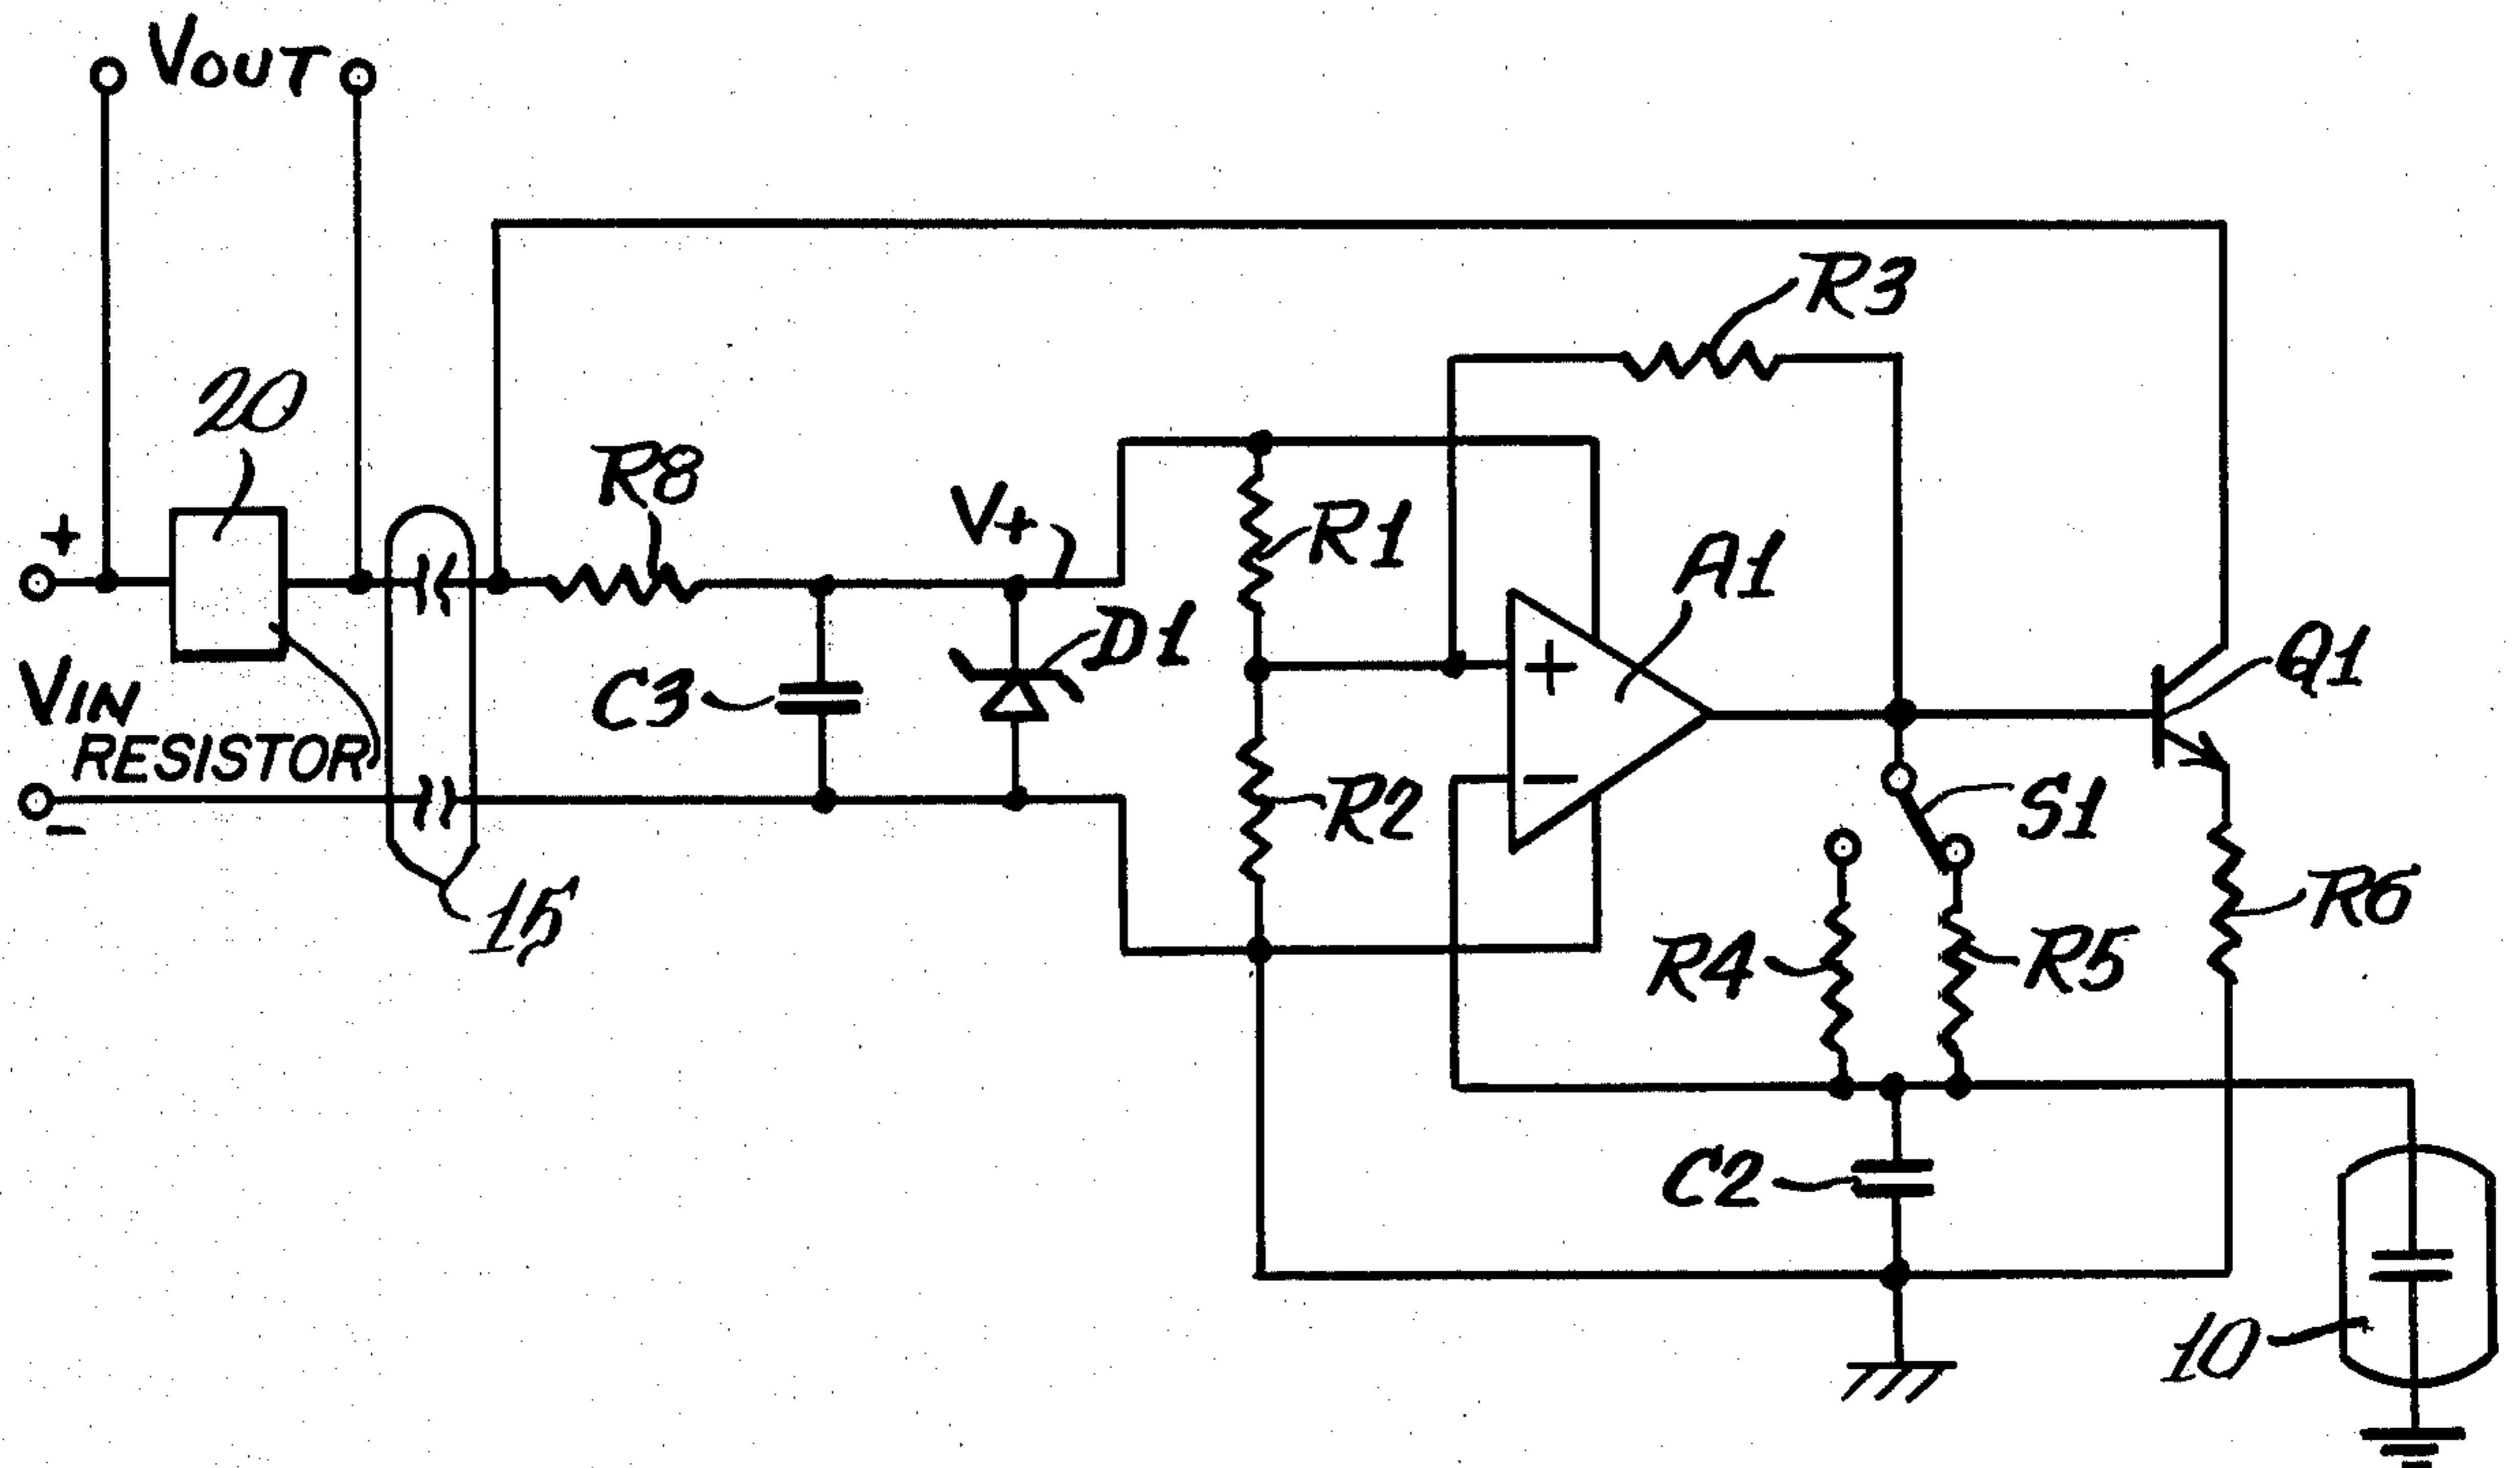 VOUT
R3
20
R8
V+
R1
A1
+
D1
Q1
+
C3
VIN
RESISTOR
−
R2
S1
−
15
R4
R5
R6
C2
10